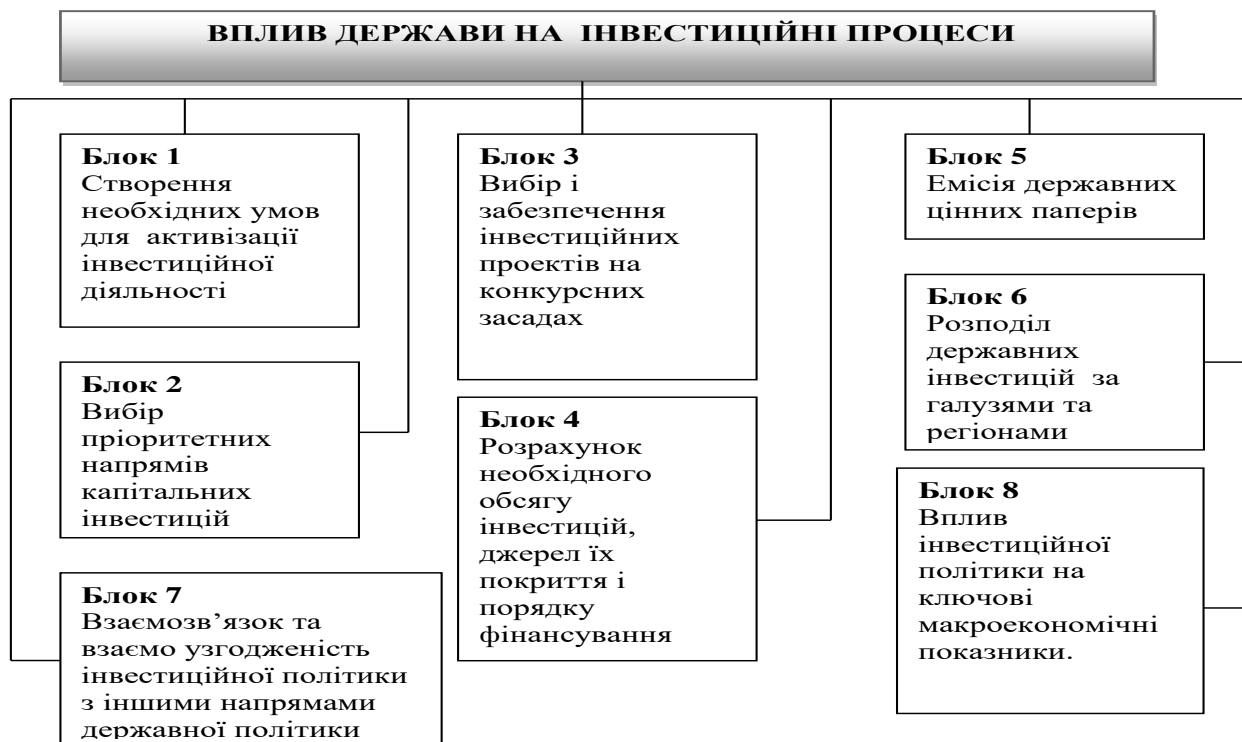 ВПЛИВ ДЕРЖАВИ НА ІНВЕСТИЦІЙНІ ПРОЦЕСИ
Блок 1
Створення
необхідних умов
для активізації
інвестиційної
діяльності
Блок 2
Вибір
пріоритетних
напрямів
капітальних
інвестицій
Блок 7
Взаємозв’язок та
взаємо узгодженість
інвестиційної політики
з іншими напрямами
державної політики
Блок 3
Вибір і
забезпечення
інвестиційних
проектів на
конкурсних
засадах
Блок 4
Розрахунок
необхідного
обсягу
інвестицій,
джерел їх
покриття і
порядку
фінансування
Блок 5
Емісія державних
цінних паперів
Блок 6
Розподіл
державних
інвестицій за
галузями та
регіонами
Блок 8
Вплив
інвестиційної
політики на
ключові
макроекономічні
показники.